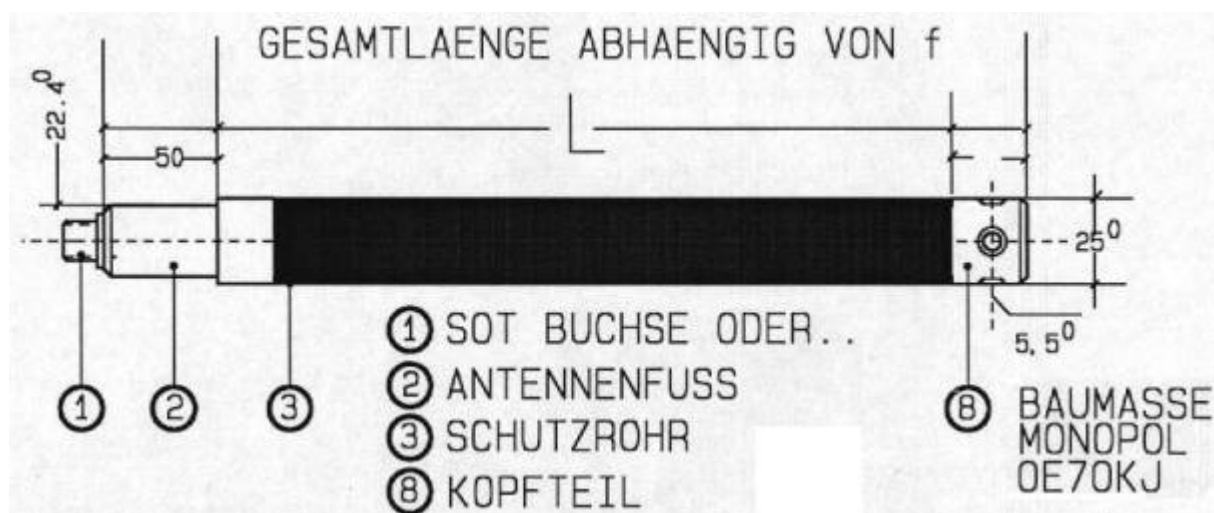 GESAMTLAENGE ABHAENGIG VON f
22.4⁰
50
L
25⁰
5,5⁰
① SOT BUCHSE ODER..
② ANTENNENFUSS
③ SCHUTZROHR
⑧ KOPFTEIL
① ② ③ ⑧
BAUMASSE
MONOPOL
OE7OKJ